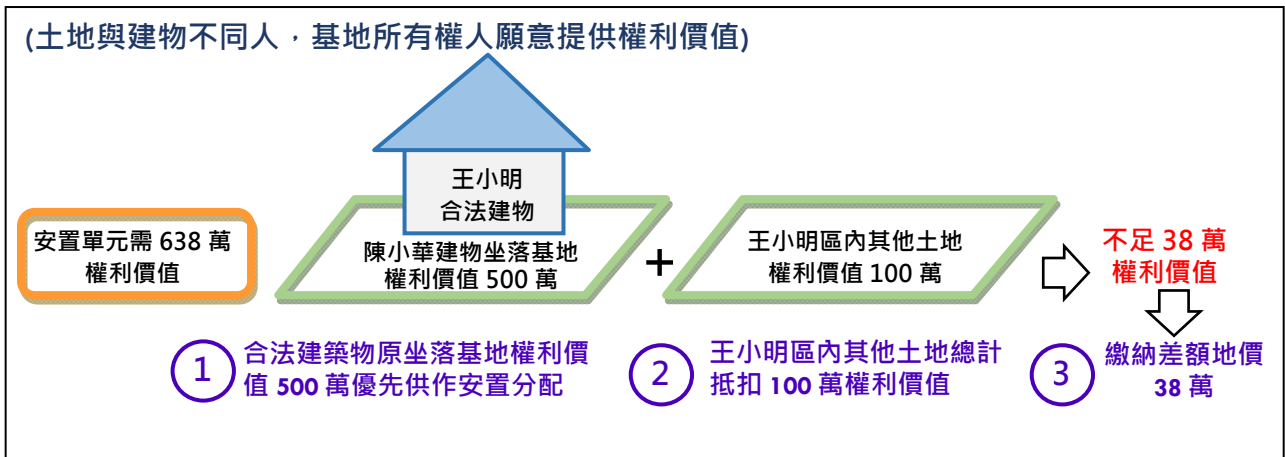 (土地與建物不同人，基地所有權人願意提供權利價值)
王小明
合法建物
安置單元需 638 萬
權利價值
陳小華建物坐落基地
權利價值 500 萬
+
王小明區內其他土地
權利價值 100 萬
不足 38 萬
權利價值
1
合法建築物原坐落基地權利價
值 500 萬優先供作安置分配
2
王小明區內其他土地總計
抵扣 100 萬權利價值
3
繳納差額地價
38 萬